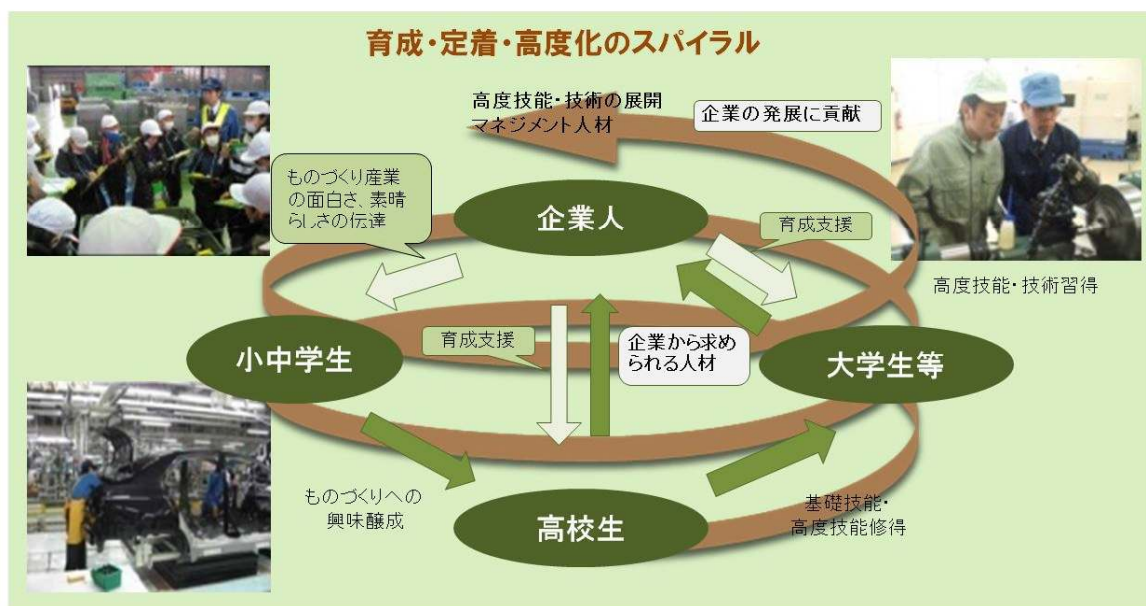 育成・定着・高度化のスパイラル
高度技能・技術の展開
マネジメント人材
企業の発展に貢献
ものづくり産業
の面白さ、素晴
らしさの伝達
企業人
育成支援
高度技能・技術習得
小中学生
育成支援
企業から求め
られる人材
大学生等
ものづくりへの
興味醸成
高校生
基礎技能・
高度技能修得